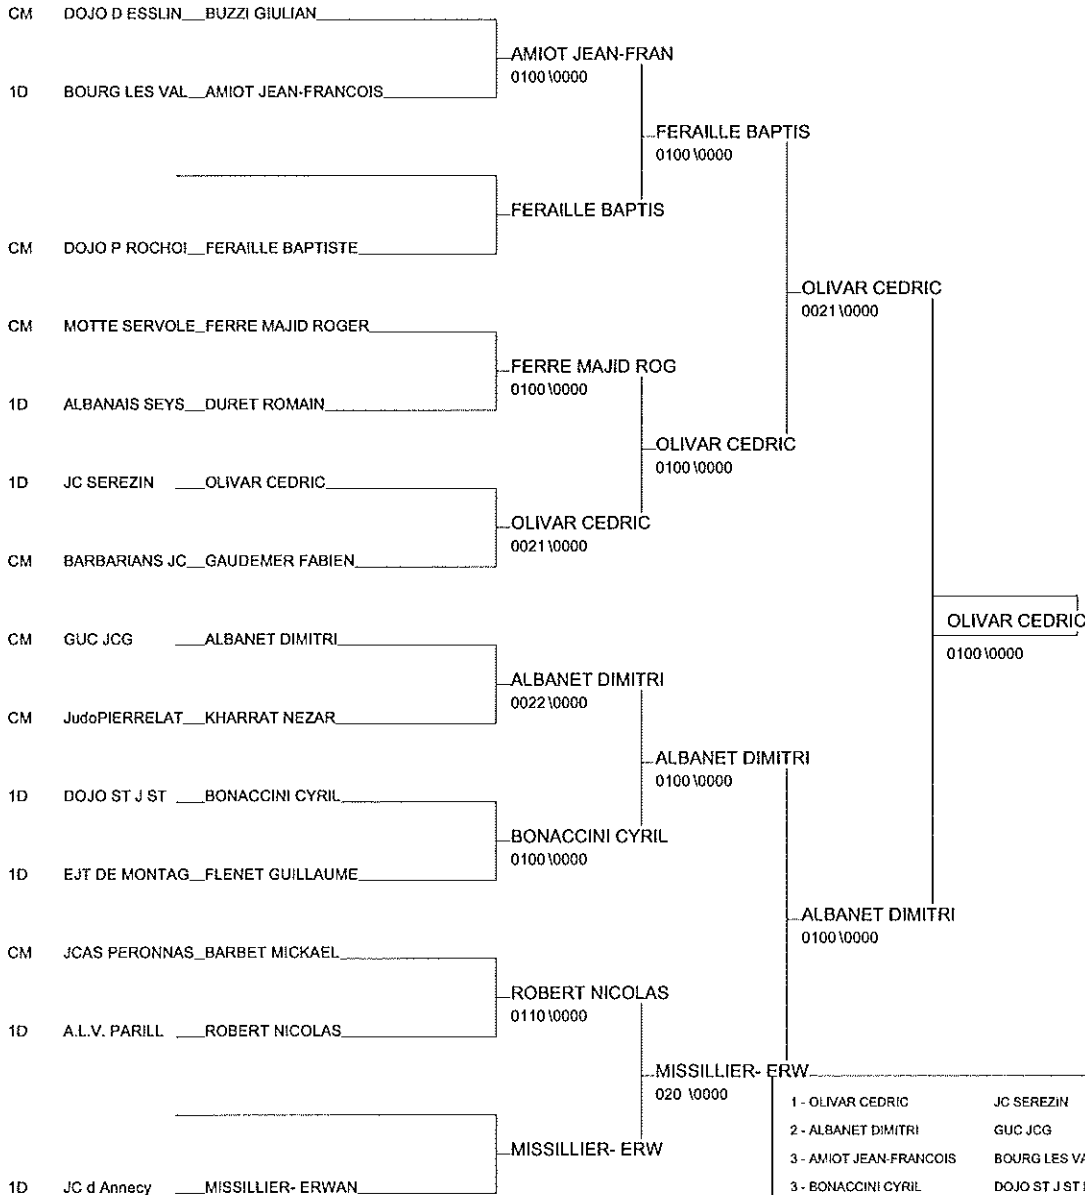 CM DOJO D ESSLIN BUZZI GIULIAN
AMIOT JEAN-FRAN
0100\0000
1D BOURG LES VAL AMIOT JEAN-FRANCOIS
FERAILLE BAPTIS
0100\0000
FERAILLE BAPTIS
CM DOJO P ROCHOI FERAILLE BAPTISTE
OLIVAR CEDRIC
0021\0000
CM MOTTE SERVOLE FERRE MAJID ROGER
FERRE MAJID ROG
0100\0000
1D ALBANAIS SEYS DURET ROMAIN
OLIVAR CEDRIC
0100\0000
1D JC SEREZIN OLIVAR CEDRIC
OLIVAR CEDRIC
0021\0000
CM BARBARIANS JC GAUDEMER FABIEN
OLIVAR CEDRIC
0100\0000
CM GUC JCG ALBANET DIMITRI
ALBANET DIMITRI
0022\0000
CM JudoPIERRELAT KHARRAT NEZAR
ALBANET DIMITRI
0100\0000
1D DOJO ST J ST BONACCINI CYRIL
BONACCINI CYRIL
0100\0000
1D EJT DE MONTAG FLENET GUILLAUME
ALBANET DIMITRI
0100\0000
CM JCAS PERONNAS BARBET MICKAEL
ROBERT NICOLAS
0110\0000
1D A.L.V. PARILL ROBERT NICOLAS
MISSILLIER- ERW
020 \0000
1 - OLIVAR CEDRIC JC SEREZIN
2 - ALBANET DIMITRI GUC JCG
3 - AMIOT JEAN-FRANCOIS BOURG LES VA
MISSILLIER- ERW
3 - BONACCINI CYRIL DOJO ST J ST
1D JC d Annecy MISSILLIER- ERWAN